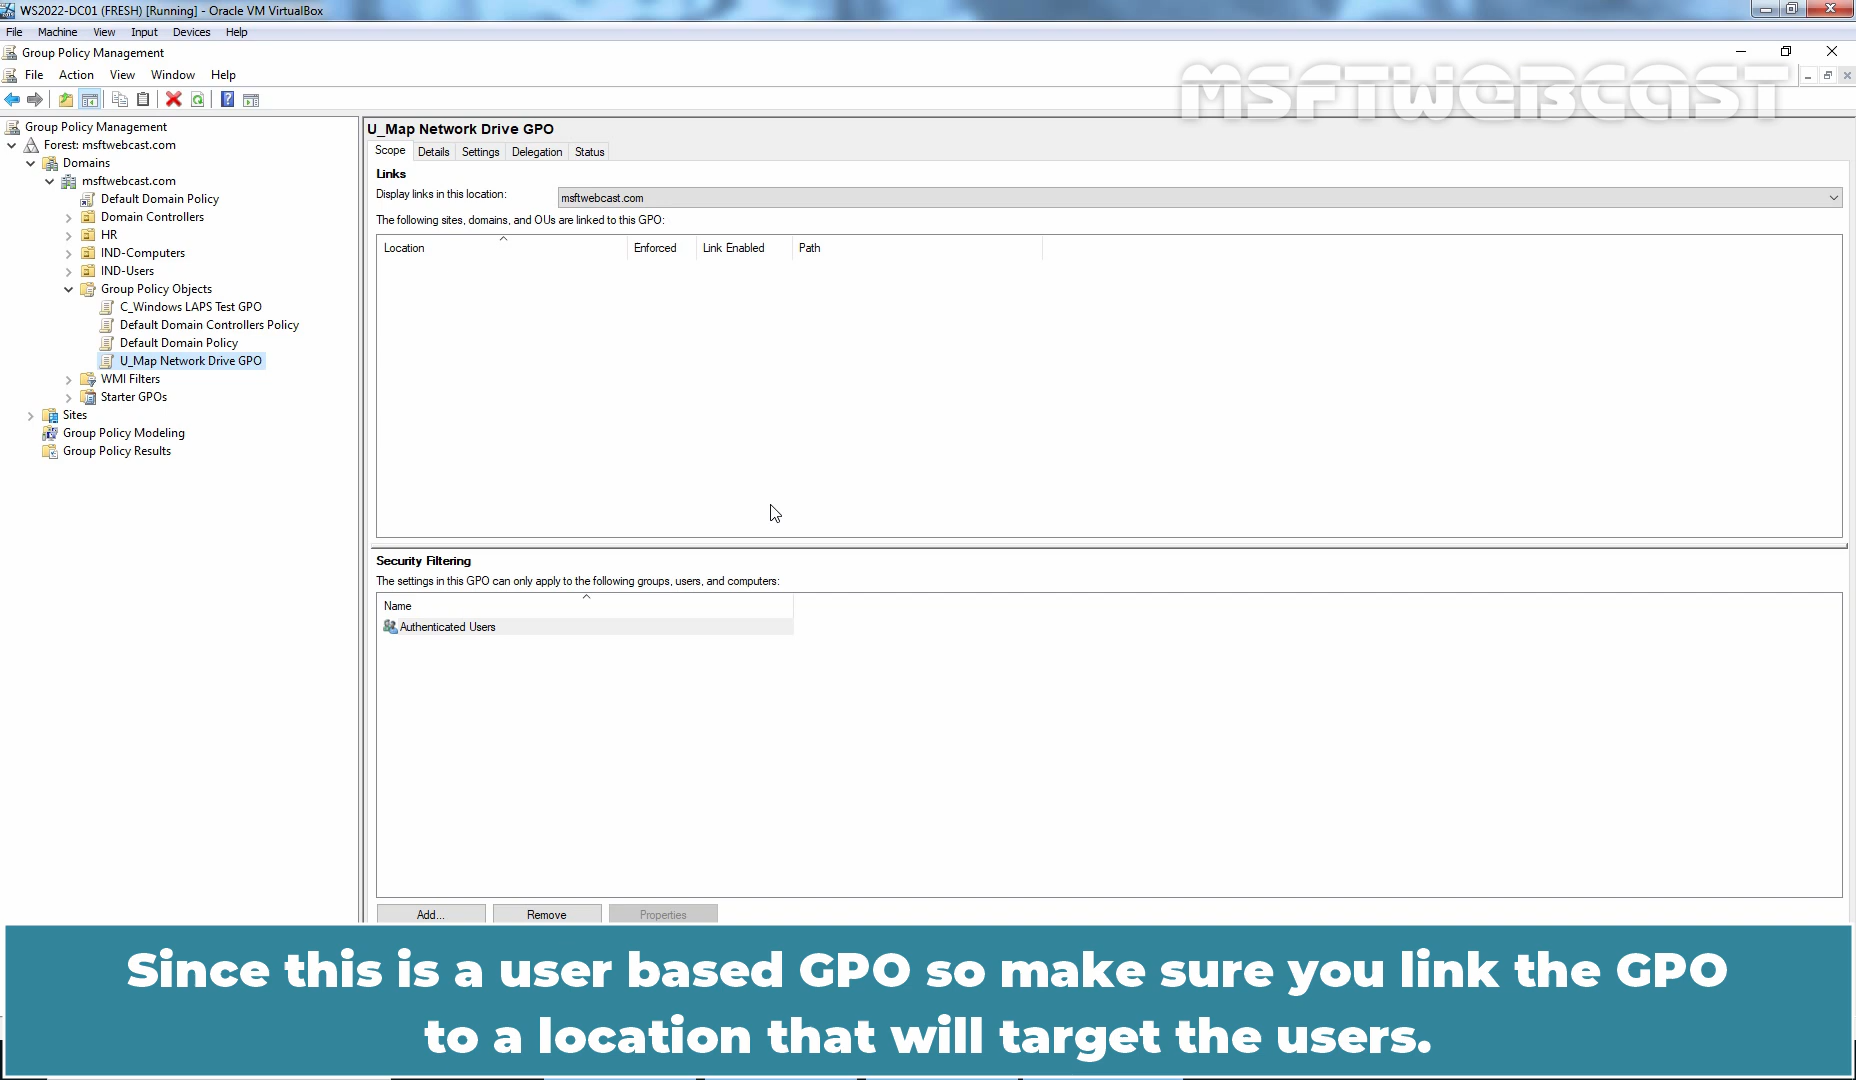 WS2022-DC01 (FRESH) [Running] - Oracle VM VirtualBox
File Machine View Input Devices Help
Group Policy Management
File Action View Window Help
MSFTWEBCAST
Group Policy Management
Forest: msftwebcast.com
Domains
msftwebcast.com
Default Domain Policy
Domain Controllers
HR
IND-Computers
IND-Users
Group Policy Objects
C_Windows LAPS Test GPO
Default Domain Controllers Policy
Default Domain Policy
U_Map Network Drive GPO
WMI Filters
Starter GPOs
Sites
Group Policy Modeling
Group Policy Results
U_Map Network Drive GPO
Scope Details Settings Delegation Status
Links
Display links in this location: msftwebcast.com
The following sites, domains, and OUs are linked to this GPO:
Location Enforced Link Enabled Path
Security Filtering
The settings in this GPO can only apply to the following groups, users, and computers:
Name
Authenticated Users
Add... Remove Properties
Since this is a user based GPO so make sure you link the GPO
to a location that will target the users.